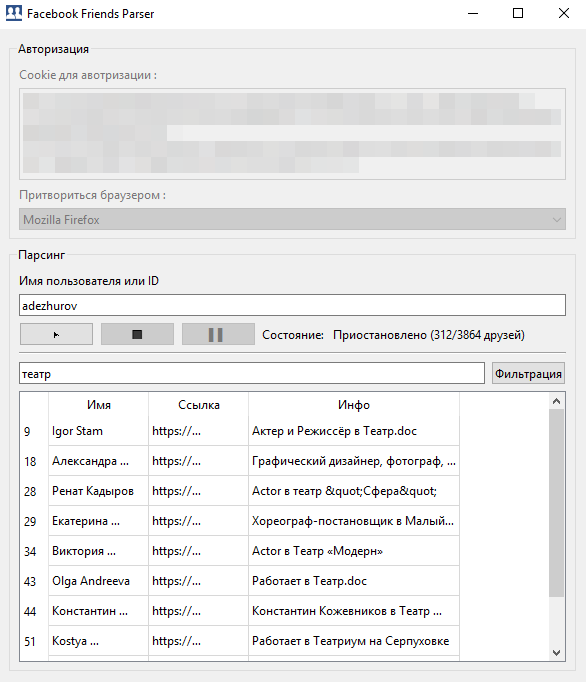 Facebook Friends Parser
Авторизация
Cookie для авотризации :
Притвориться браузером :
Mozilla Firefox
Парсинг
Имя пользователя или ID
adezhurov
Состояние: Приостановлено (312/3864 друзей)
театр Фильтрация
Имя Ссылка Инфо
9 Igor Stam https://... Актер и Режиссёр в Театр.doc
18 Александра ... https://... Графический дизайнер, фотограф, ...
28 Ренат Кадыров https://... Actor в театр &quot;Сфера&quot;
29 Екатерина ... https://... Хореограф-постановщик в Малый...
34 Виктория ... https://... Actor в Театр «Модерн»
43 Olga Andreeva https://... Работает в Театр.doc
44 Константин ... https://... Константин Кожевников в Театр ...
51 Kostya ... https://... Работает в Театриум на Серпуховке